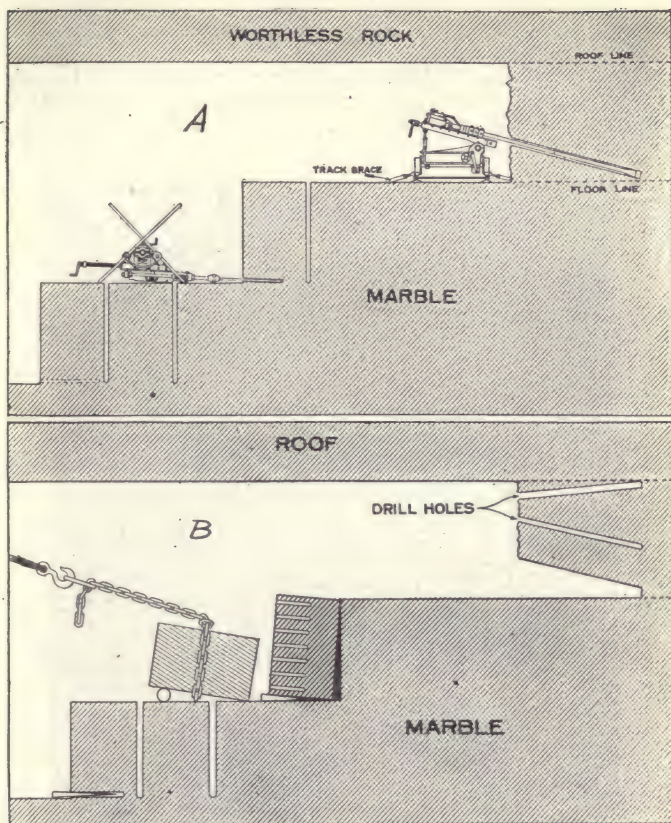 WORTHLESS ROCK
ROOF LINE
A
TRACK BRACE
FLOOR LINE
MARBLE
ROOF
DRILL HOLES
B
MARBLE